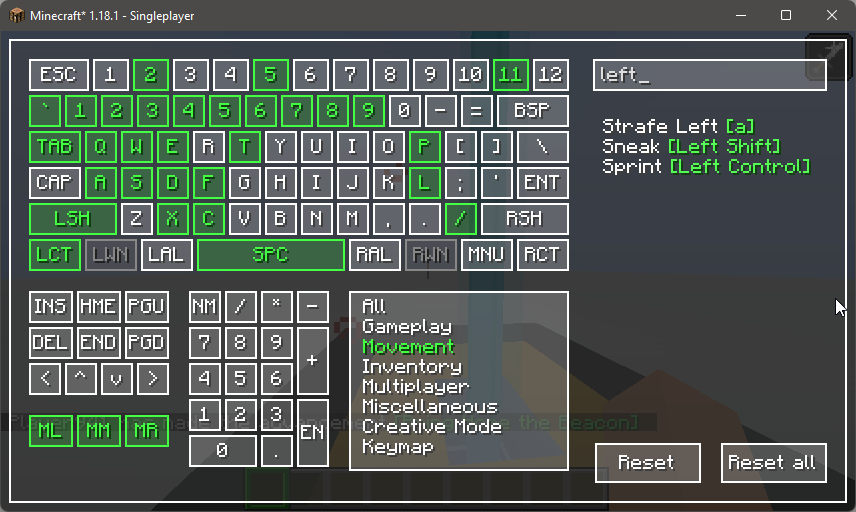 Minecraft* 1.18.1 - Singleplayer
ESC 1 2 3 4 5 6 7 8 9 10 11 12
` 1 2 3 4 5 6 7 8 9 0 - = BSP
TAB Q W E R T Y U I O P [ ] \
CAP A S D F G H I J K L ; ' ENT
LSH Z X C V B N M , . / RSH
LCT LWN LAL SPC RAL RWN MNU RCT
INS HME PGU
DEL END PGD
< ^ v >
ML MM MR
NM / * -
7 8 9 +
4 5 6
1 2 3 EN
0 .
All
Gameplay
Movement
Inventory
Multiplayer
Miscellaneous
Creative Mode
Keymap
left_
Strafe Left [a]
Sneak [Left Shift]
Sprint [Left Control]
Reset Reset all
the Beacon]